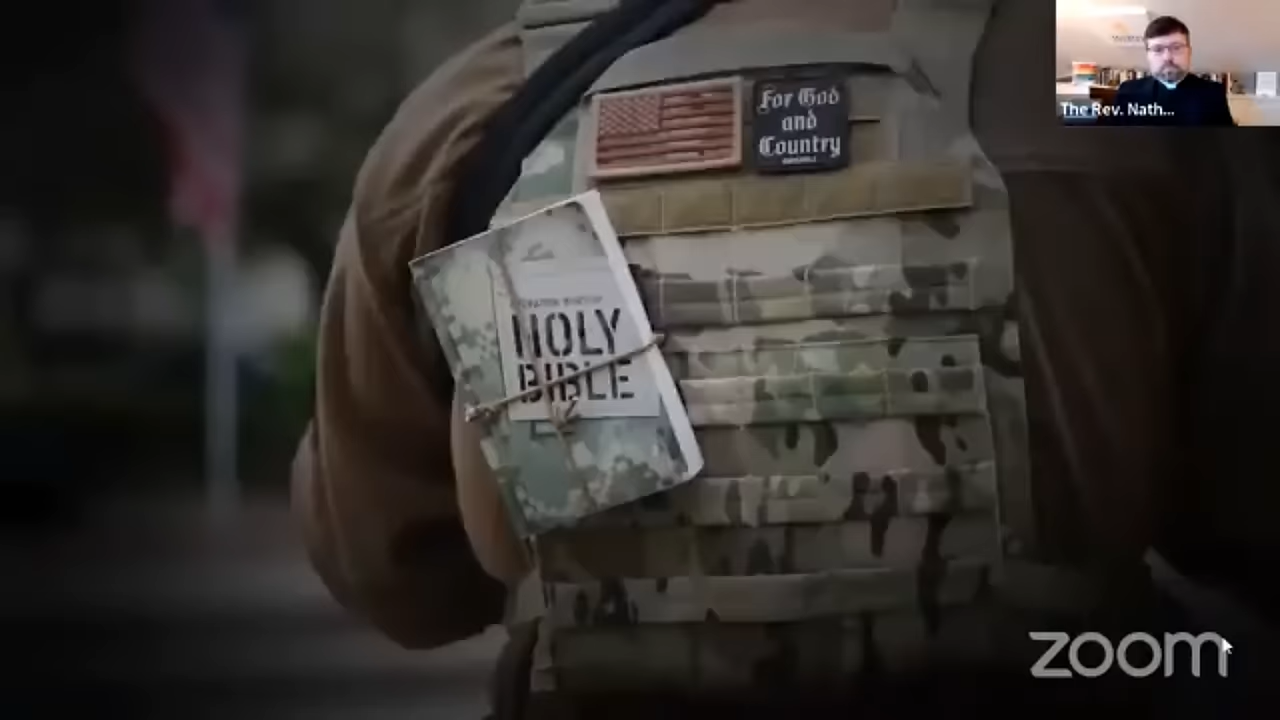 For God
and
Country
HOLY
BIBLE
The Rev. Nath...
zoom